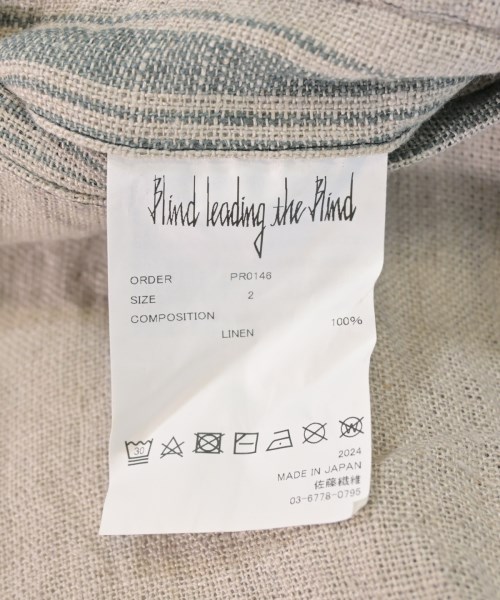 Blind leading the Blind
ORDER PR0146
SIZE 2
COMPOSITION
100%
LINEN
30
2024
MADE IN JAPAN
佐藤繊維
03-6778-0795